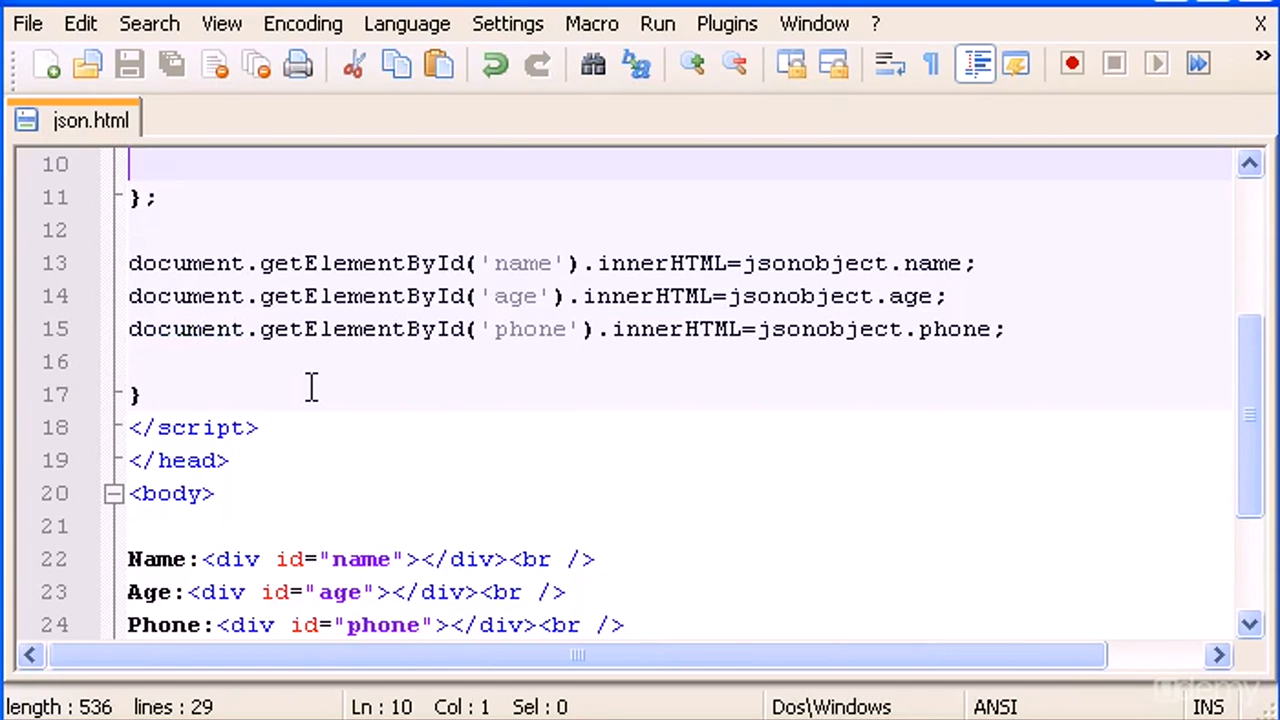 File Edit Search View Encoding Language Settings Macro Run Plugins Window ? X
json.html
10
11 };
12
13 document.getElementById('name').innerHTML=jsonobject.name;
14 document.getElementById('age').innerHTML=jsonobject.age;
15 document.getElementById('phone').innerHTML=jsonobject.phone;
16
17 }
18 </script>
19 </head>
20 <body>
21
22 Name:<div id="name"></div><br />
23 Age:<div id="age"></div><br />
24 Phone:<div id="phone"></div><br />
length : 536 lines : 29 Ln : 10 Col : 1 Sel : 0 Dos\Windows ANSI INS
udemy